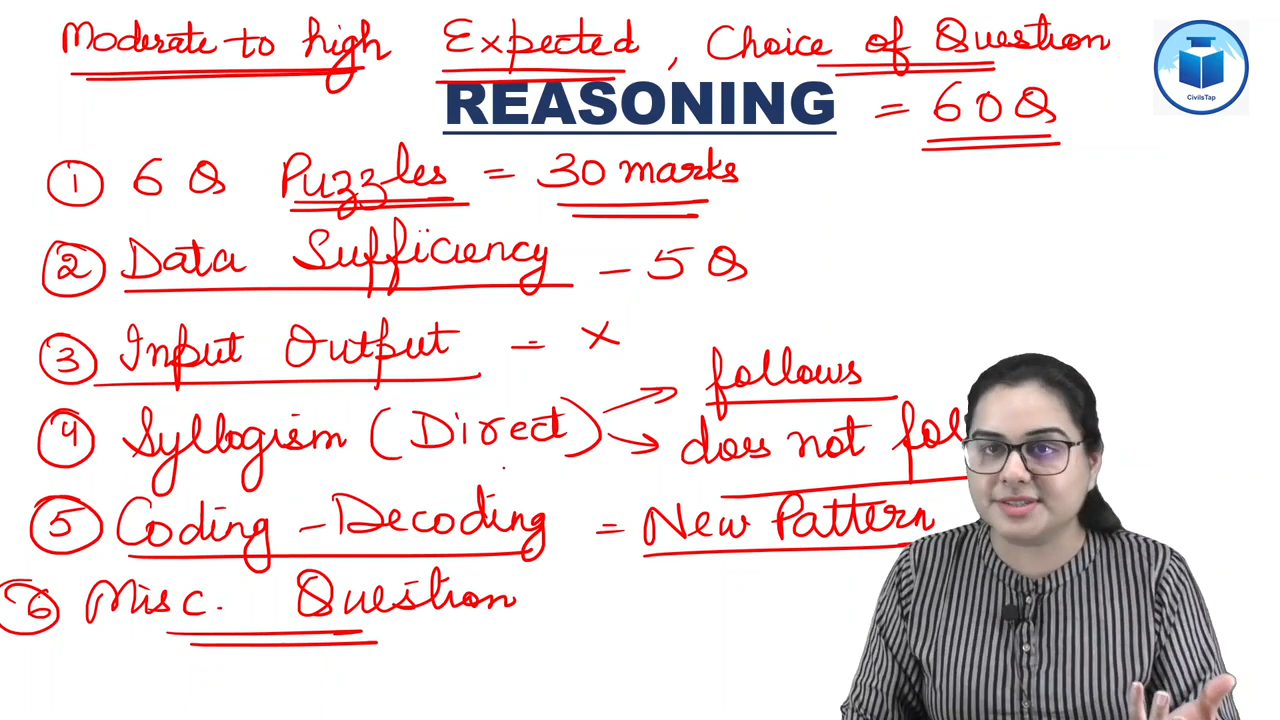 Moderate to high Expected, Choice of Question
REASONING = 60Q
CivilsTap
① 6 Q Puzzles = 30 marks
② Data Sufficiency - 5 Q
③ Input Output = ×
④ Syllogism (Direct) follows
does not fol
⑤ Coding - Decoding = New Pattern
⑥ Misc. Question